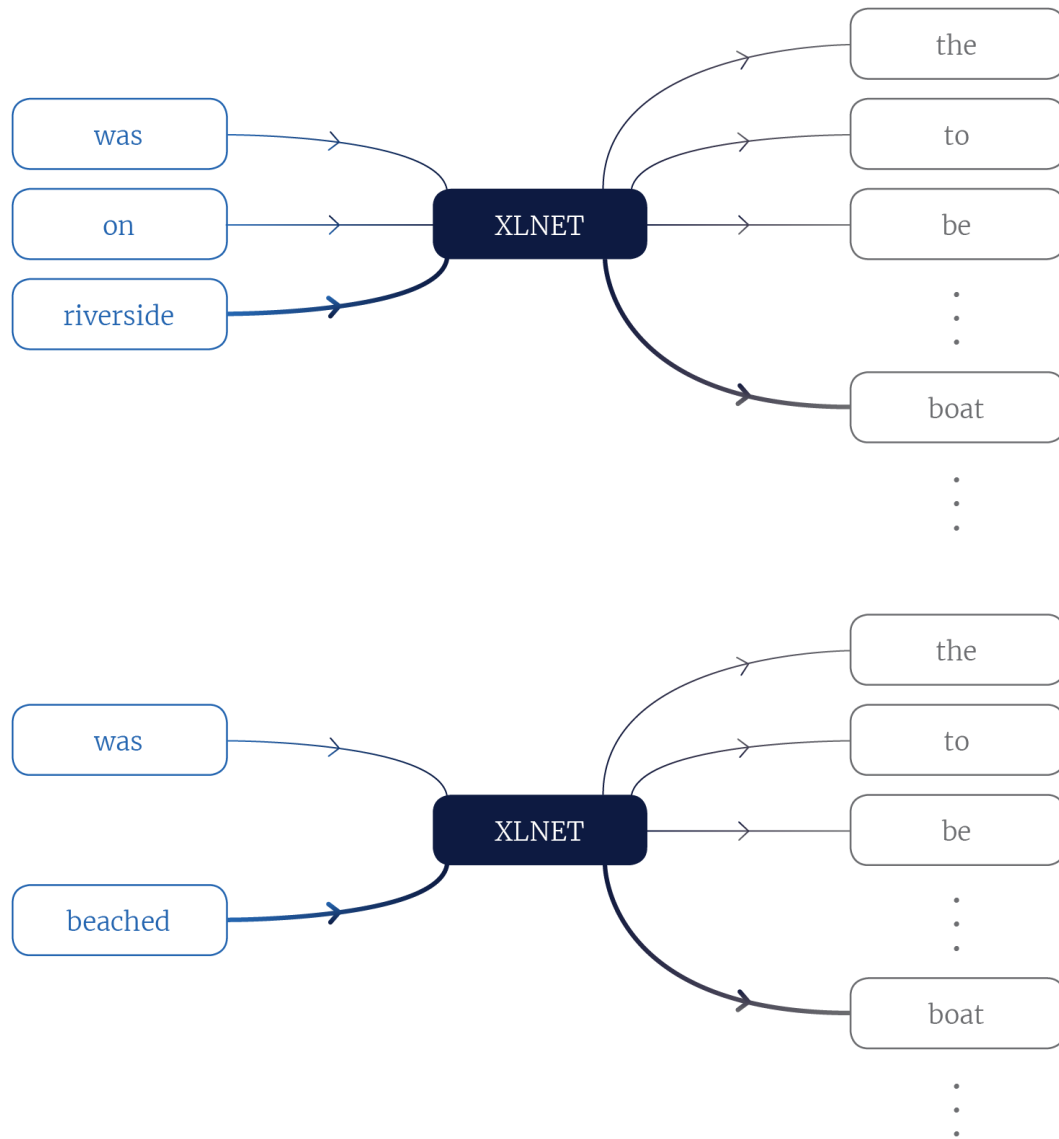 the
was
to
on
XLNET
be
riverside
boat
the
was
to
XLNET
be
beached
boat